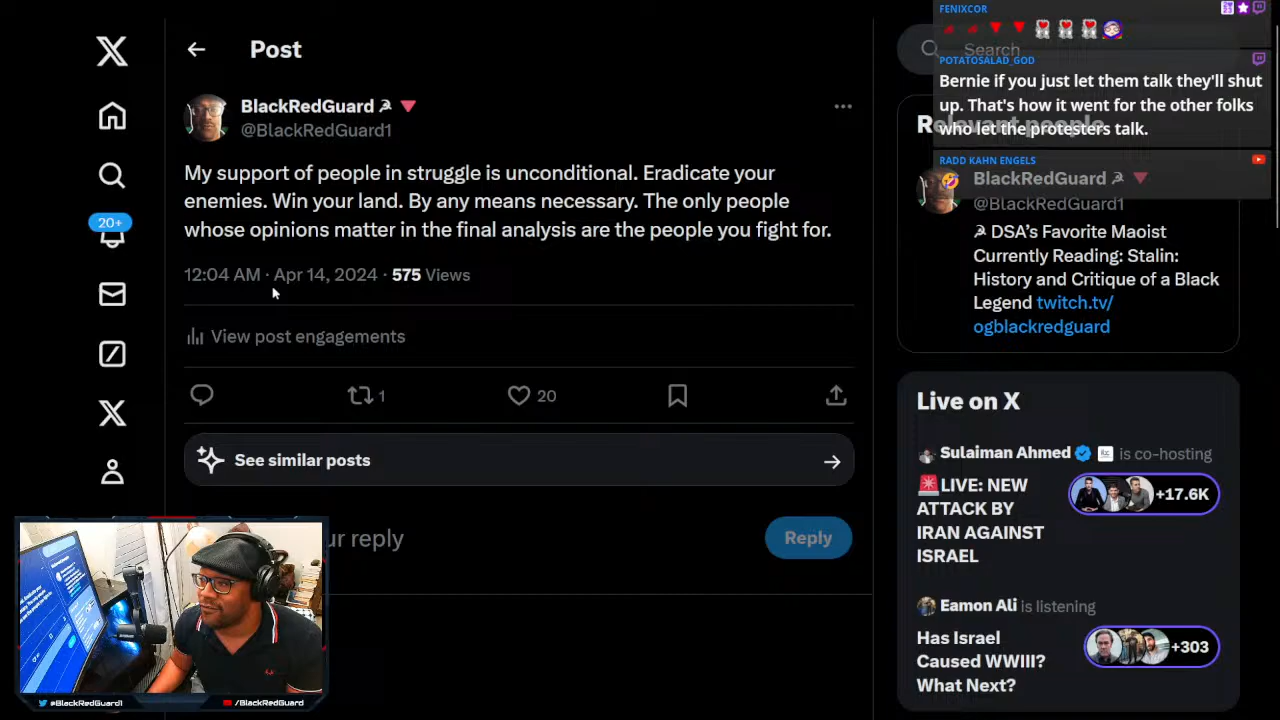 Post
BlackRedGuard ☭ 🔻
@BlackRedGuard1
My support of people in struggle is unconditional. Eradicate your
enemies. Win your land. By any means necessary. The only people
whose opinions matter in the final analysis are the people you fight for.
12:04 AM · Apr 14, 2024 · 575 Views
View post engagements
1
20
See similar posts
ur reply
Reply
20+
FENIXCOR
Search
POTATOSALAD_GOD
Bernie if you just let them talk they'll shut
up. That's how it went for the other folks
who let the protesters talk.
Relevant people
RADD KAHN ENGELS
🤣
BlackRedGuard ☭ 🔻
@BlackRedGuard1
☭ DSA's Favorite Maoist
Currently Reading: Stalin:
History and Critique of a Black
Legend twitch.tv/
ogblackredguard
Live on X
Sulaiman Ahmed is co-hosting
🚨LIVE: NEW
ATTACK BY
IRAN AGAINST
ISRAEL
+17.6K
Eamon Ali is listening
Has Israel
Caused WWIII?
What Next?
+303
@BlackRedGuard1
/BlackRedGuard